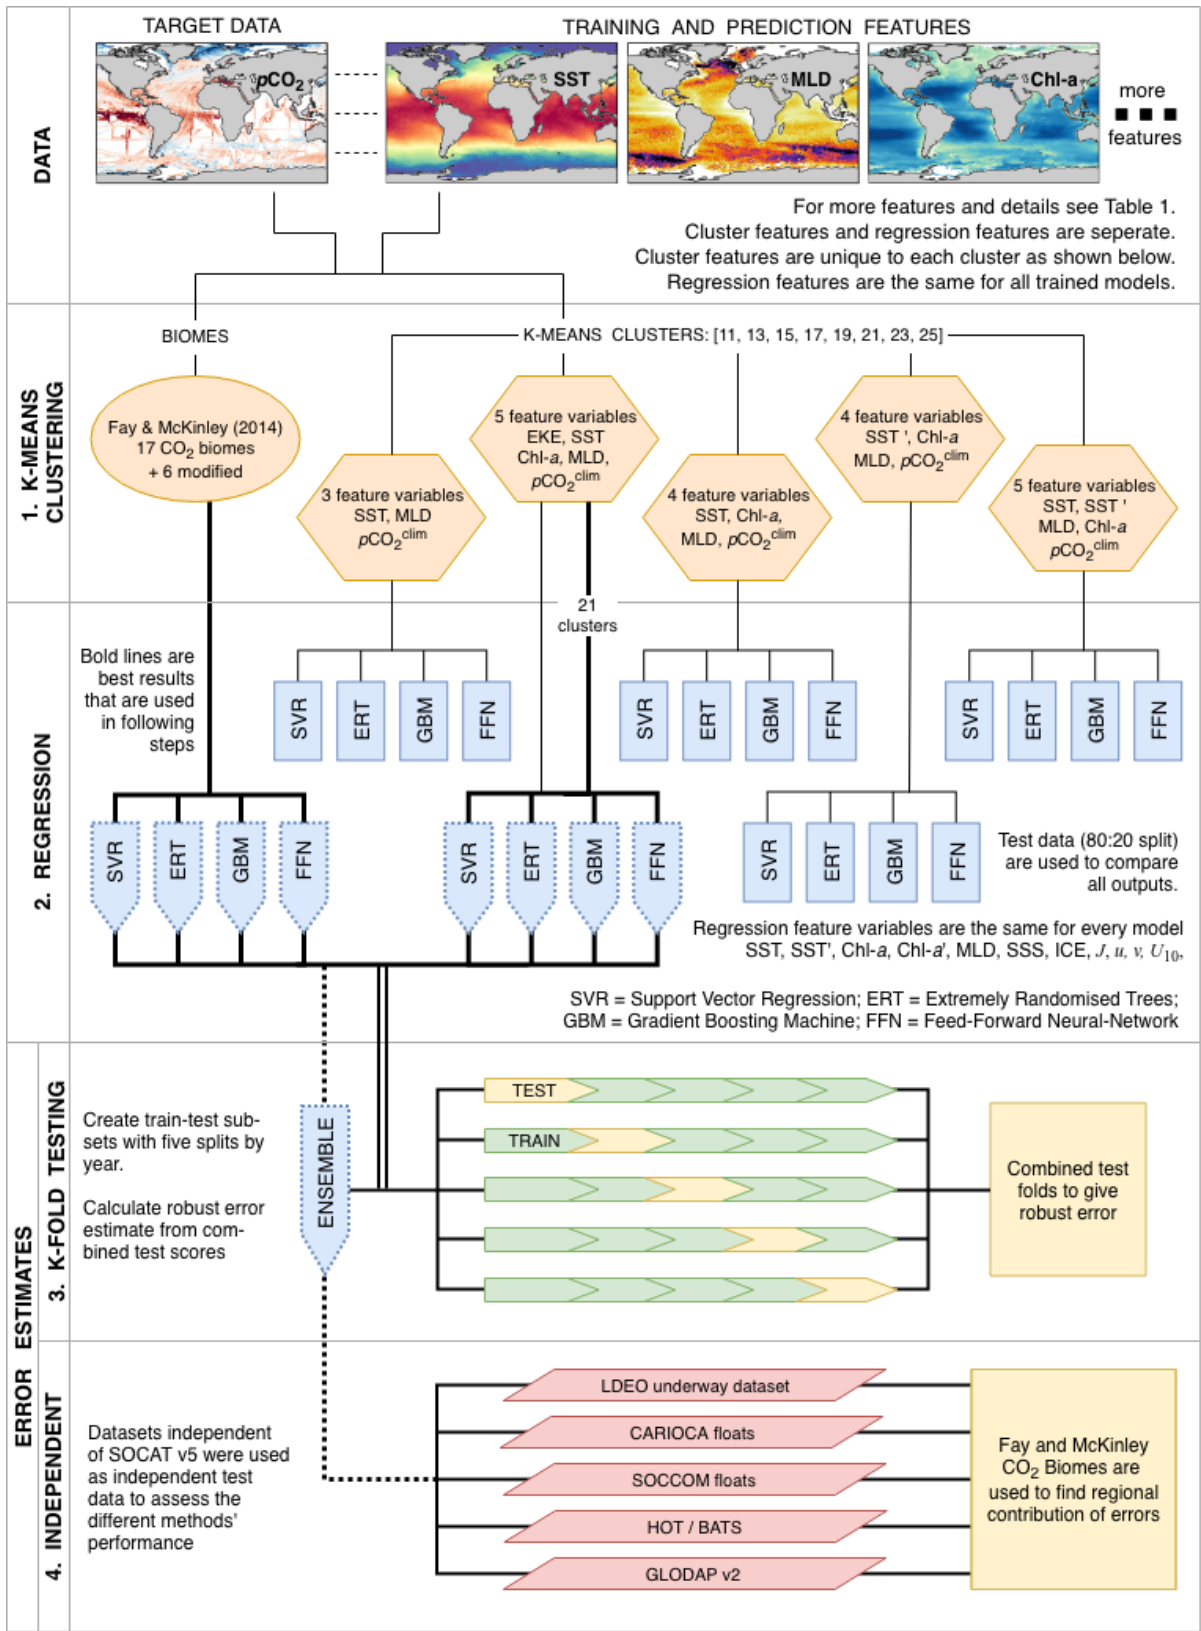 TARGET DATA
TRAINING AND PREDICTION FEATURES
pCO2
SST
MLD
Chl-a
more
features
DATA
For more features and details see Table 1.
Cluster features and regression features are seperate.
Cluster features are unique to each cluster as shown below.
Regression features are the same for all trained models.
1. K-MEANS
CLUSTERING
BIOMES
K-MEANS CLUSTERS: [11, 13, 15, 17, 19, 21, 23, 25]
Fay & McKinley (2014)
17 CO2 biomes
+ 6 modified
3 feature variables
SST, MLD
pCO2clim
5 feature variables
EKE, SST
Chl-a, MLD,
pCO2clim
4 feature variables
SST, Chl-a,
MLD, pCO2clim
4 feature variables
SST ', Chl-a
MLD, pCO2clim
5 feature variables
SST, SST '
MLD, Chl-a
pCO2clim
21
clusters
2. REGRESSION
Bold lines are
best results
that are used
in following
steps
SVR
ERT
GBM
FFN
SVR
ERT
GBM
FFN
SVR
ERT
GBM
FFN
SVR
ERT
GBM
FFN
SVR
ERT
GBM
FFN
SVR
ERT
GBM
FFN
Test data (80:20 split)
are used to compare
all outputs.
Regression feature variables are the same for every model
SST, SST', Chl-a, Chl-a', MLD, SSS, ICE, J, u, v, U10,
SVR = Support Vector Regression; ERT = Extremely Randomised Trees;
GBM = Gradient Boosting Machine; FFN = Feed-Forward Neural-Network
ERROR ESTIMATES
3. K-FOLD TESTING
Create train-test sub-
sets with five splits by
year.
Calculate robust error
estimate from com-
bined test scores
ENSEMBLE
TEST
TRAIN
Combined test
folds to give
robust error
4. INDEPENDENT
Datasets independent
of SOCAT v5 were used
as independent test
data to assess the
different methods'
performance
LDEO underway dataset
CARIOCA floats
SOCCOM floats
HOT / BATS
GLODAP v2
Fay and McKinley
CO2 Biomes are
used to find regional
contribution of errors